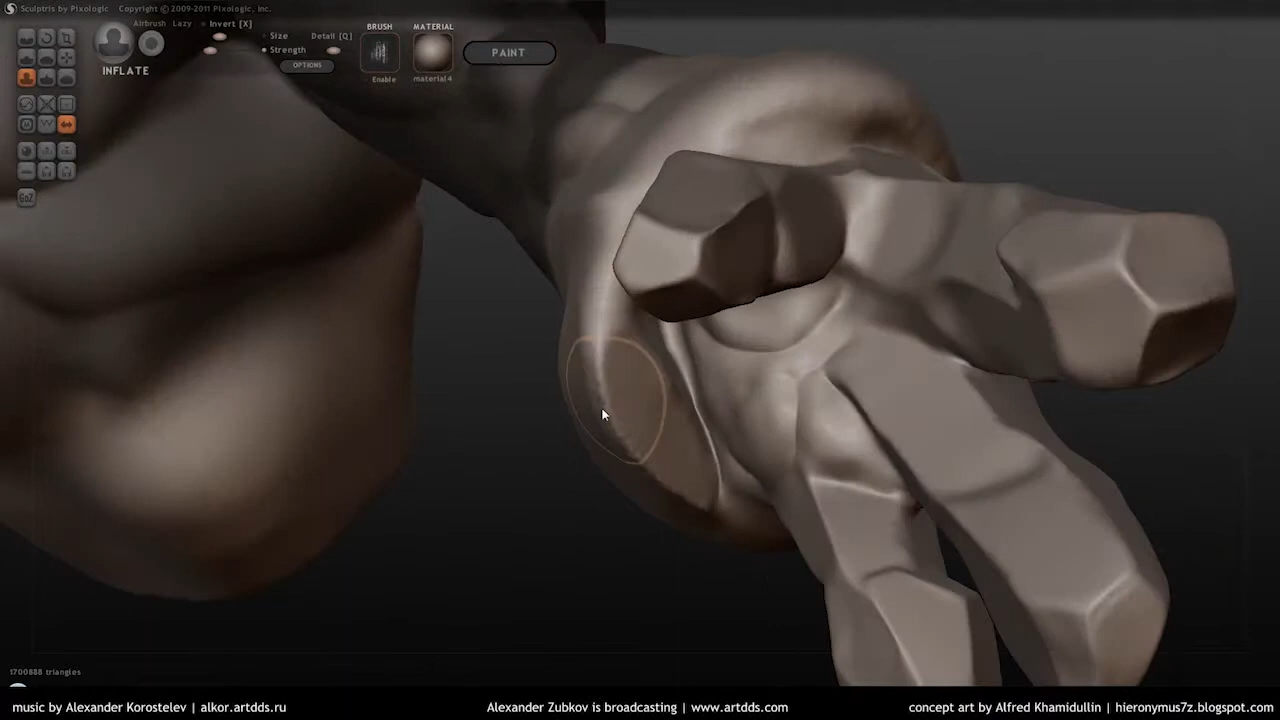 Sculptris by Pixologic Copyright © 2009-2011 Pixologic, Inc.
Airbrush Lazy Invert [X]
Size Detail [Q]
Strength
OPTIONS
INFLATE
BRUSH
Enable
MATERIAL
material4
PAINT
GoZ
1700888 triangles
music by Alexander Korostelev | alkor.artdds.ru
Alexander Zubkov is broadcasting | www.artdds.com
concept art by Alfred Khamidullin | hieronymus7z.blogspot.com